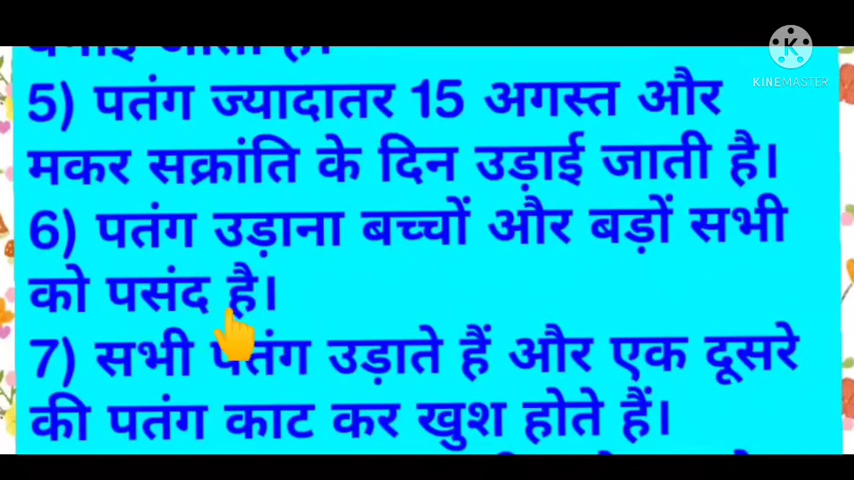 KINEMASTER
5) पतंग ज्यादातर 15 अगस्त और
मकर सक्रांति के दिन उड़ाई जाती है।
6) पतंग उड़ाना बच्चों और बड़ों सभी
को पसंद है।
7) सभी पतंग उड़ाते हैं और एक दूसरे
की पतंग काट कर खुश होते हैं।